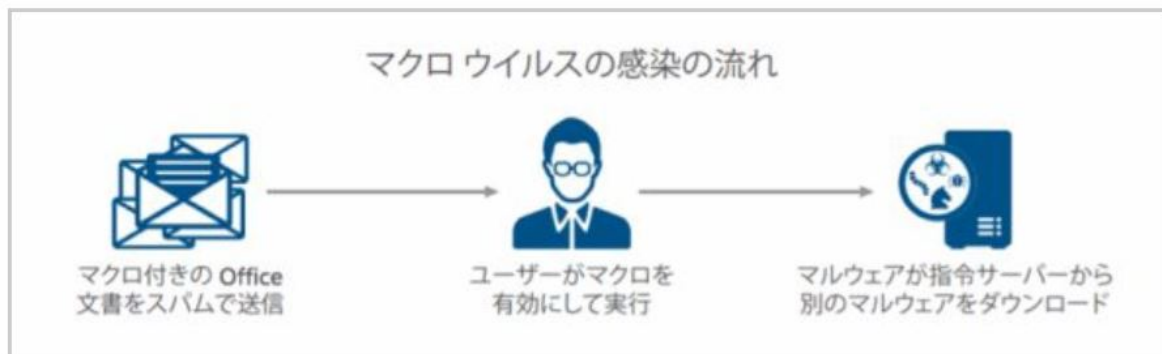 マクロ ウイルスの感染の流れ
マクロ付きの Office
文書をスパムで送信
ユーザーがマクロを
有効にして実行
マルウェアが指令サーバーから
別のマルウェアをダウンロード